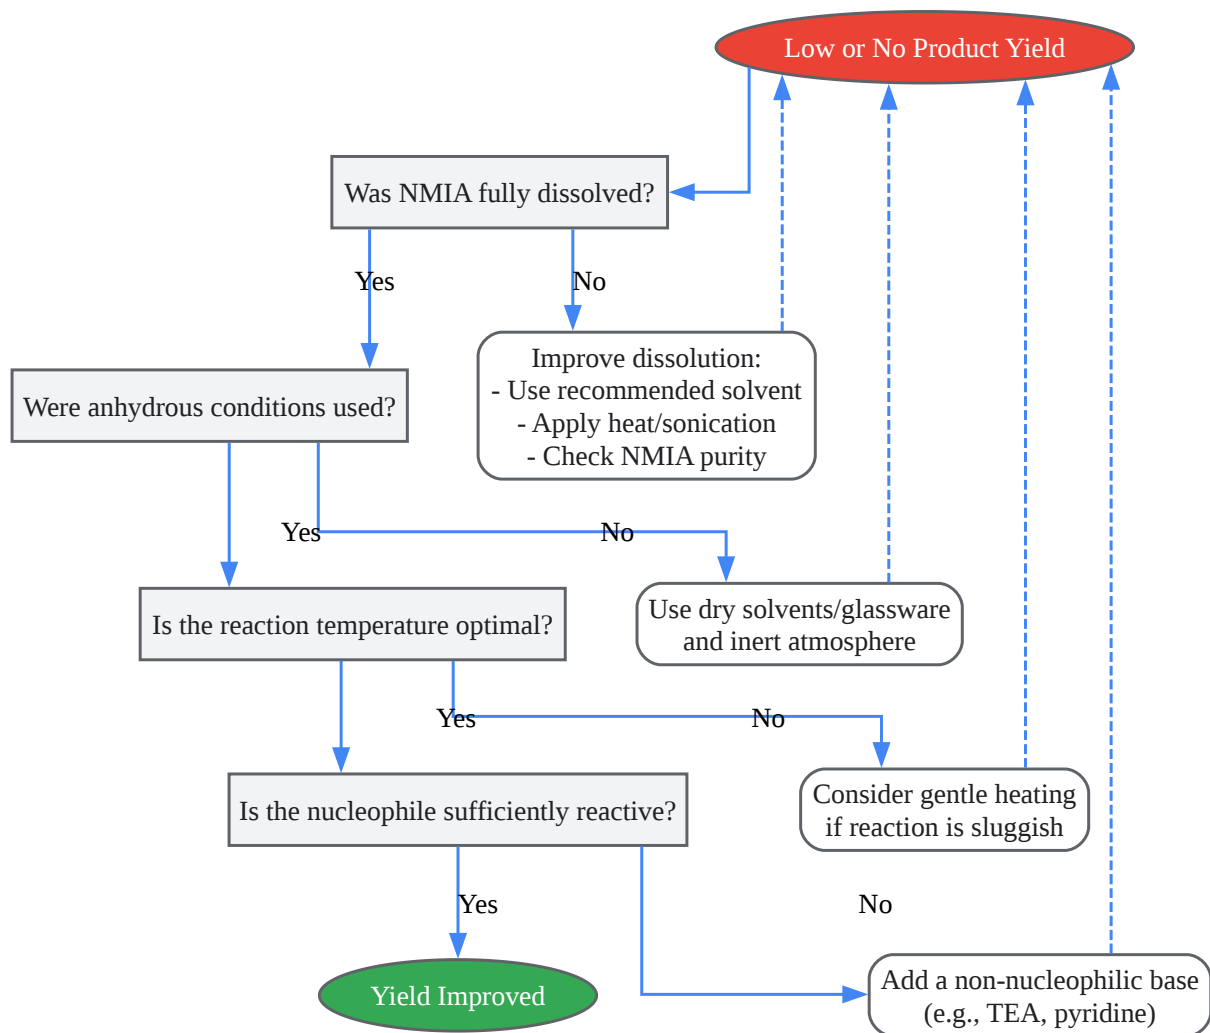 Low or No Product Yield
Was NMIA fully dissolved?
Yes
No
Improve dissolution:
- Use recommended solvent
- Apply heat/sonication
- Check NMIA purity
Were anhydrous conditions used?
Yes
No
Use dry solvents/glassware
and inert atmosphere
Is the reaction temperature optimal?
Yes
No
Consider gentle heating
if reaction is sluggish
Is the nucleophile sufficiently reactive?
Yes
No
Yield Improved
Add a non-nucleophilic base
(e.g., TEA, pyridine)